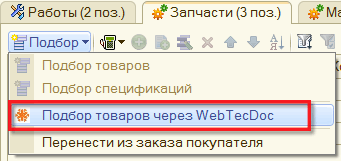 Работы (2 поз.)
Запчасти (3 поз.)
Ма
Подбор
Подбор товаров
Подбор спецификаций
Подбор товаров через WebTecDoc
Перенести из заказа покупателя